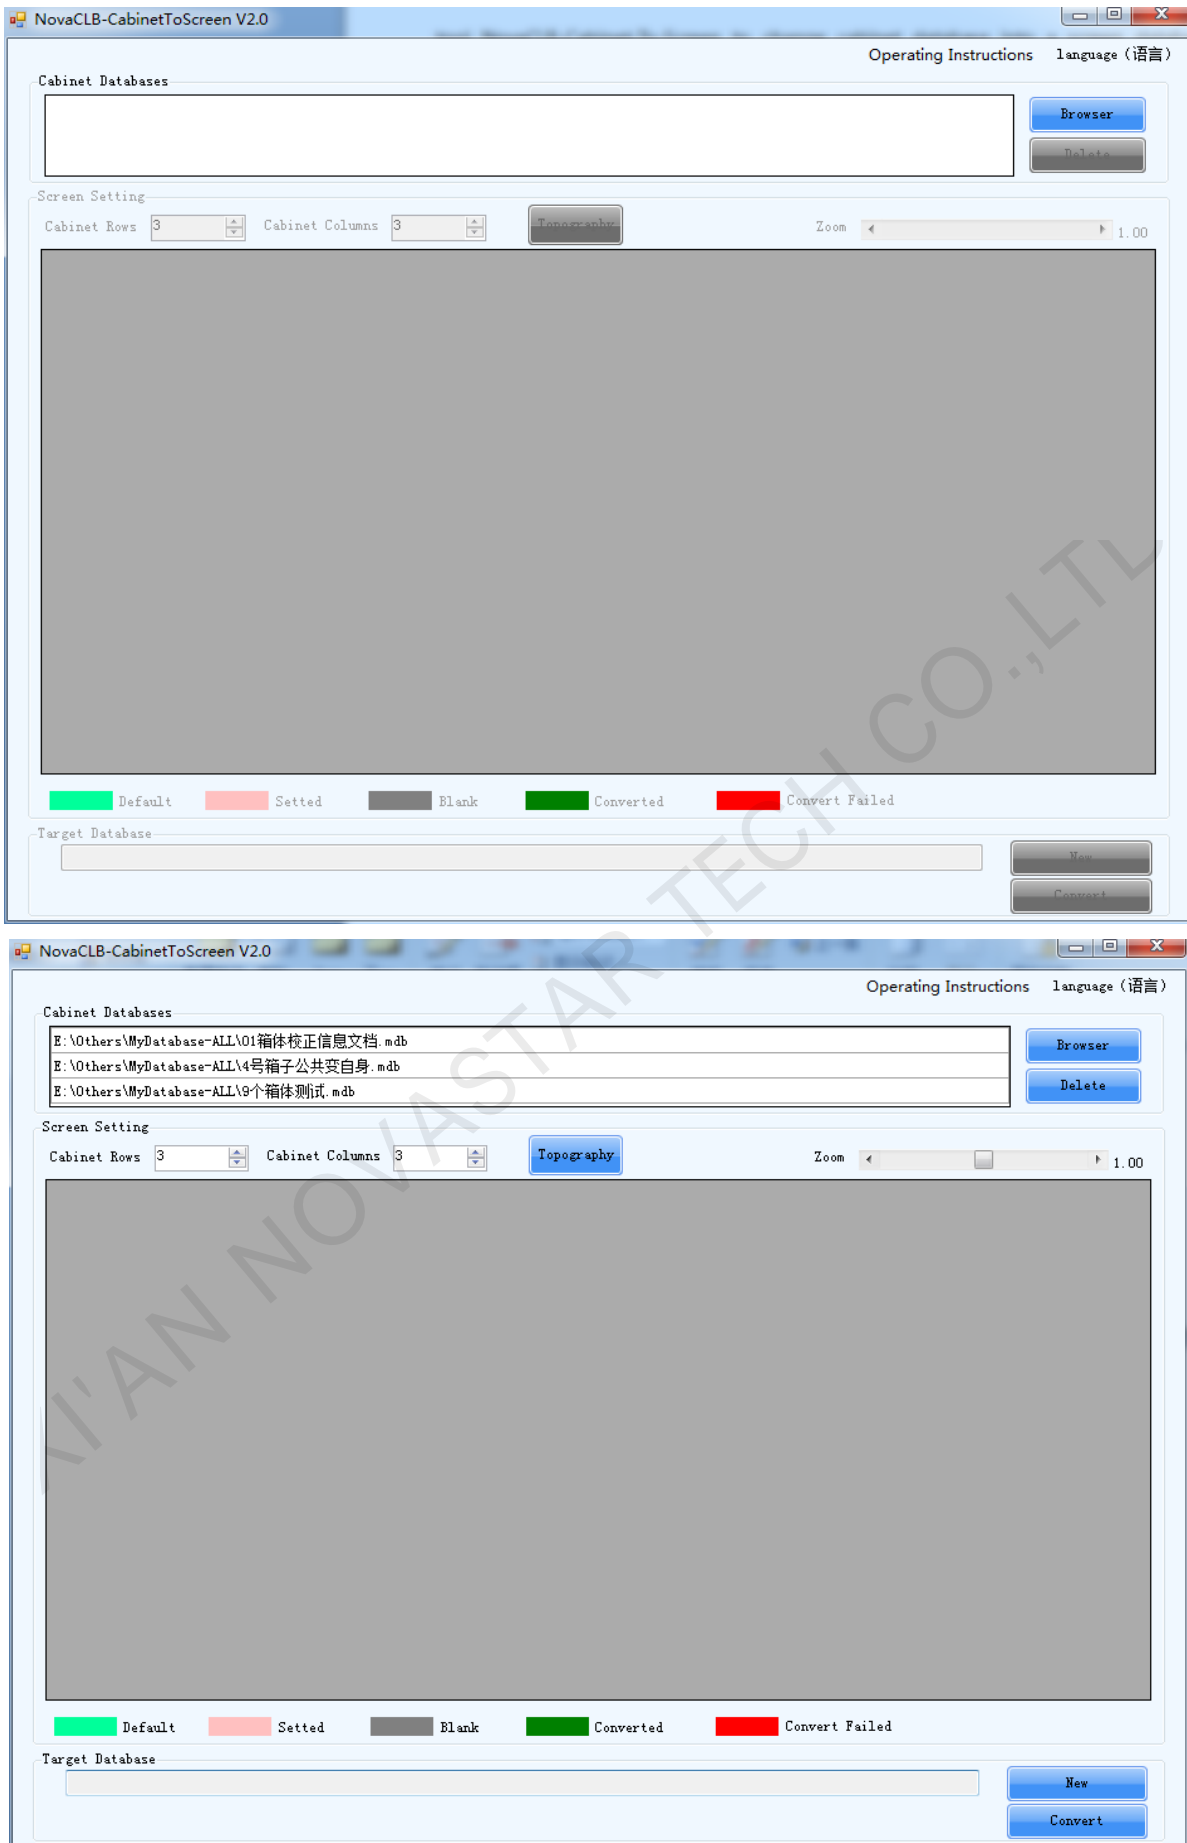 NovaCLB-CabinetToScreen V2.0
Operating Instructions language (语言)
Cabinet Databases
Browser
Delete
Screen Setting
Cabinet Rows 3 Cabinet Columns 3 Topography Zoom 1.00
Default Setted Blank Converted Convert Failed
Target Database
New
Convert
NovaCLB-CabinetToScreen V2.0
Operating Instructions language (语言)
Cabinet Databases
E:\Others\MyDatabase-ALL\01箱体校正信息文档.mdb
Browser
E:\Others\MyDatabase-ALL\4号箱子公共变自身.mdb
Delete
E:\Others\MyDatabase-ALL\9个箱体测试.mdb
Screen Setting
Cabinet Rows 3 Cabinet Columns 3 Topography Zoom 1.00
Default Setted Blank Converted Convert Failed
Target Database
New
Convert
XI'AN NOVASTAR TECH CO.,LTD